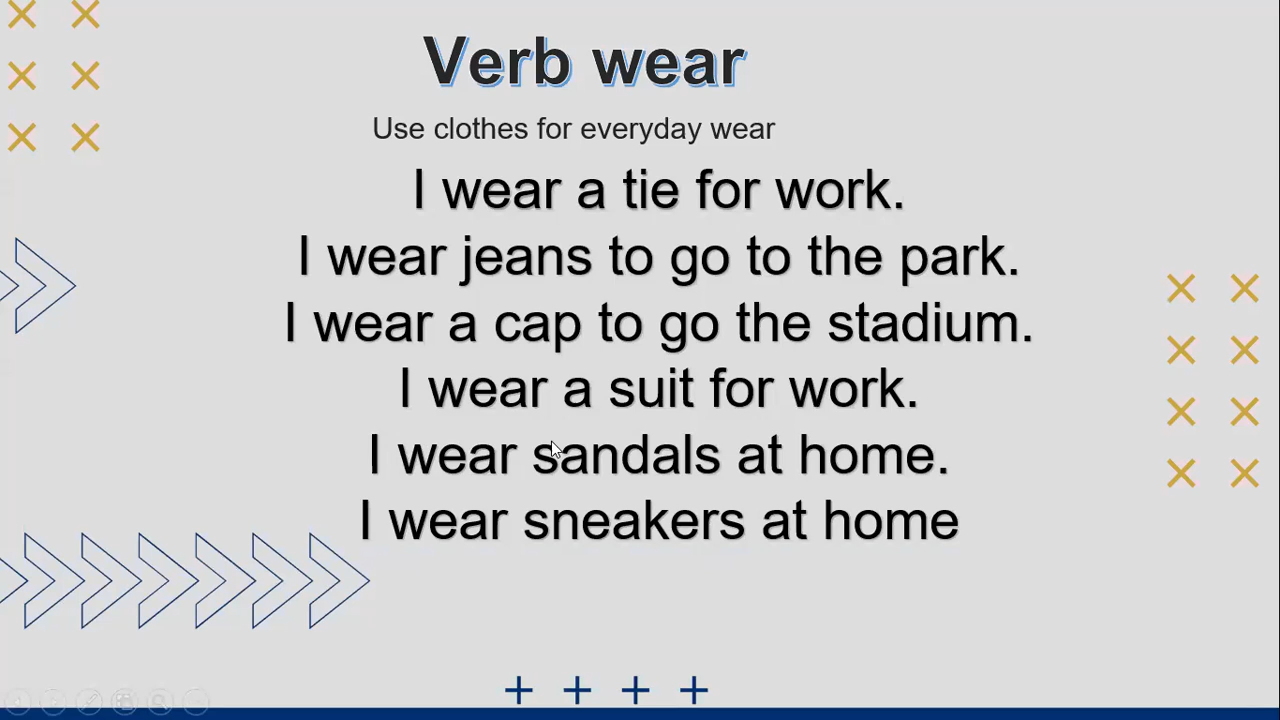 Verb wear
Use clothes for everyday wear
I wear a tie for work.
I wear jeans to go to the park.
I wear a cap to go the stadium.
I wear a suit for work.
I wear sandals at home.
I wear sneakers at home